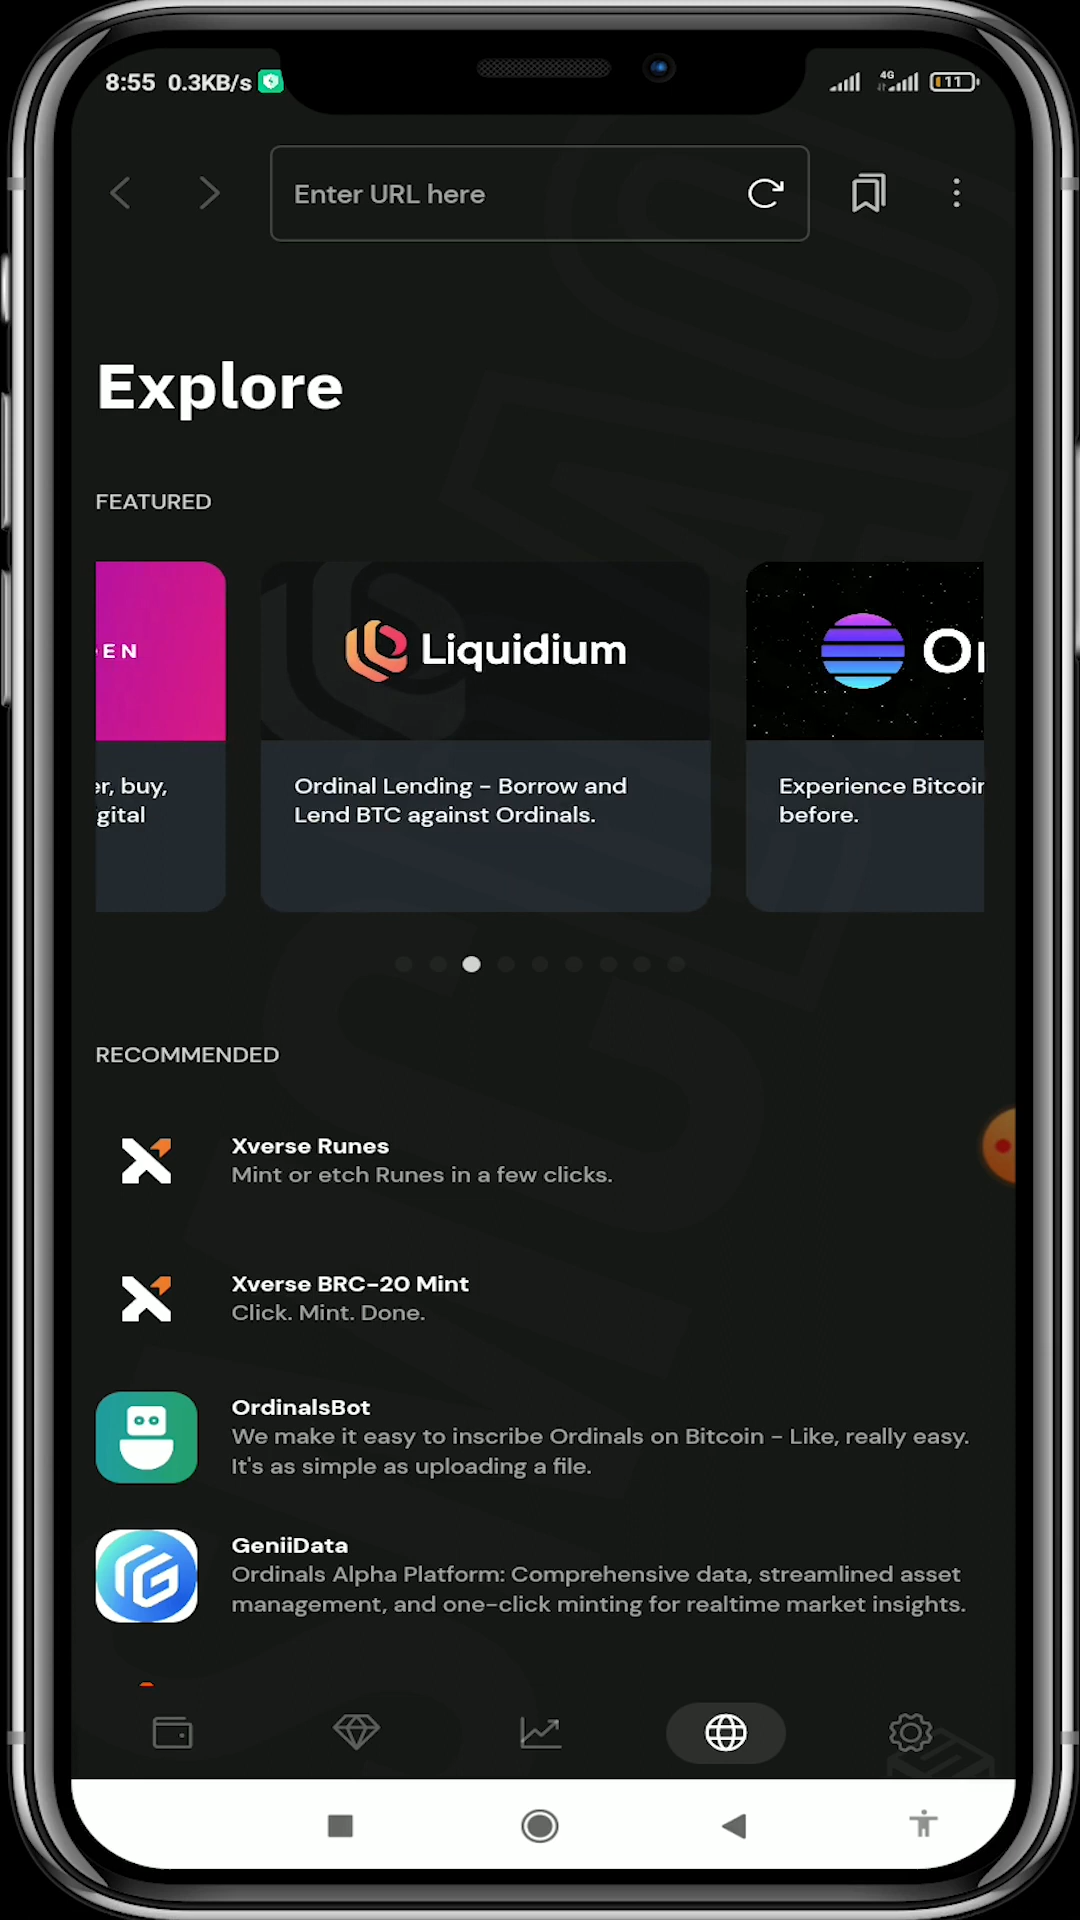 8:55 0.3KB/s
4G
11
Enter URL here
Explore
FEATURED
EN
Liquidium
er, buy,
gital
Ordinal Lending - Borrow and
Lend BTC against Ordinals.
Experience Bitcoin
before.
RECOMMENDED
Xverse Runes
Mint or etch Runes in a few clicks.
Xverse BRC-20 Mint
Click. Mint. Done.
OrdinalsBot
We make it easy to inscribe Ordinals on Bitcoin - Like, really easy.
It's as simple as uploading a file.
GeniiData
Ordinals Alpha Platform: Comprehensive data, streamlined asset
management, and one-click minting for realtime market insights.